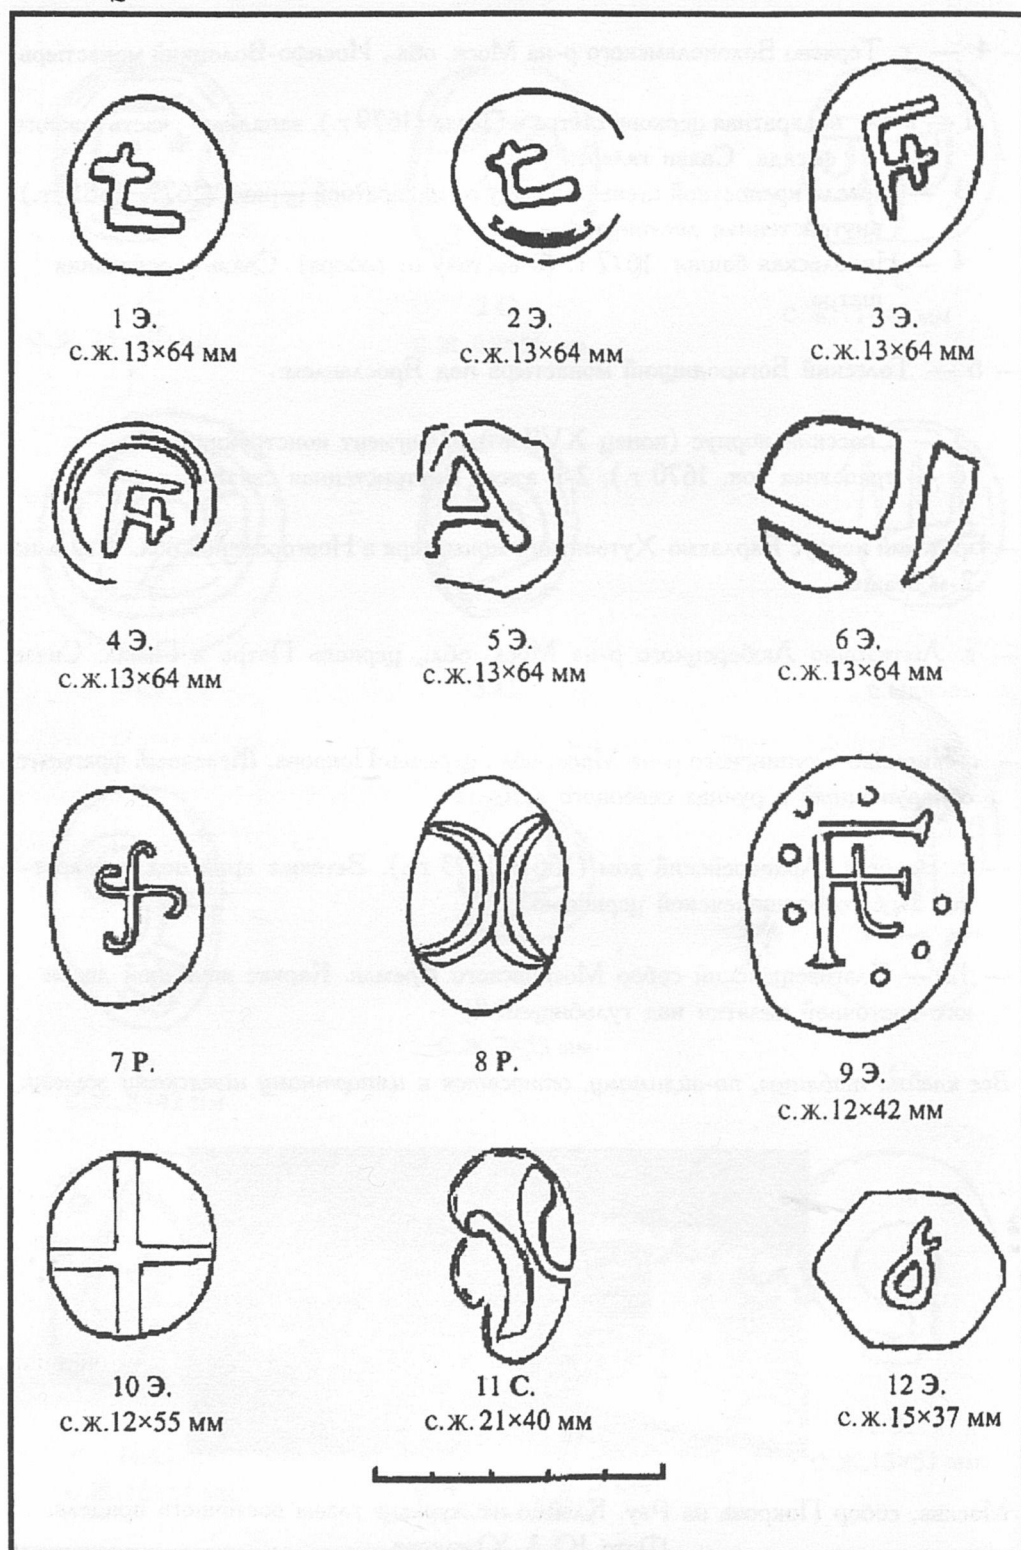 1 Э.
с.ж.13×64 мм
2 Э.
с.ж.13×64 мм
3 Э.
с.ж.13×64 мм
4 Э.
с.ж.13×64 мм
5 Э.
с.ж.13×64 мм
6 Э.
с.ж.13×64 мм
7 Р.
8 Р.
9 Э.
с.ж.12×42 мм
10 Э.
с.ж.12×55 мм
11 С.
с.ж.21×40 мм
12 Э.
с.ж.15×37 мм